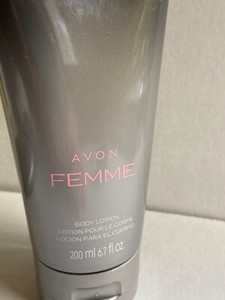 AVON
FEMME
BODY LOTION
LOTION POUR LE CORPS
LOCIÓN PARA EL CUERPO
200 ml 6.7 fl oz